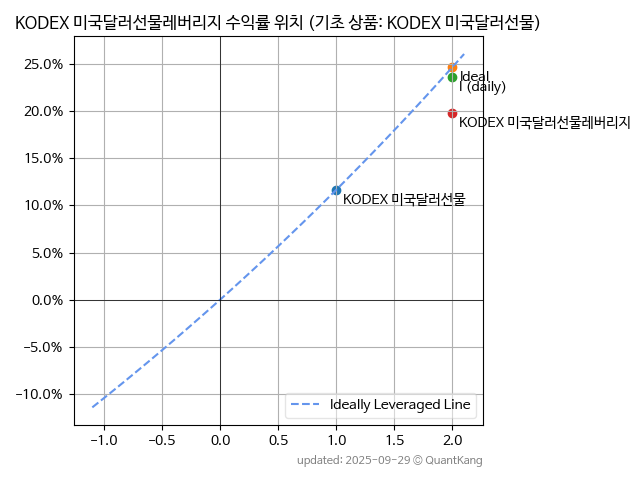 KODEX 미국달러선물레버리지 수익률 위치 (기초 상품: KODEX 미국달러선물)
25.0%
20.0%
15.0%
10.0%
5.0%
0.0%
−5.0%
−10.0%
Ideal
(daily)
KODEX 미국달러선물레버리지
KODEX 미국달러선물
Ideally Leveraged Line
−1.0 −0.5 0.0 0.5 1.0 1.5 2.0
updated: 2025-09-29 © QuantKang